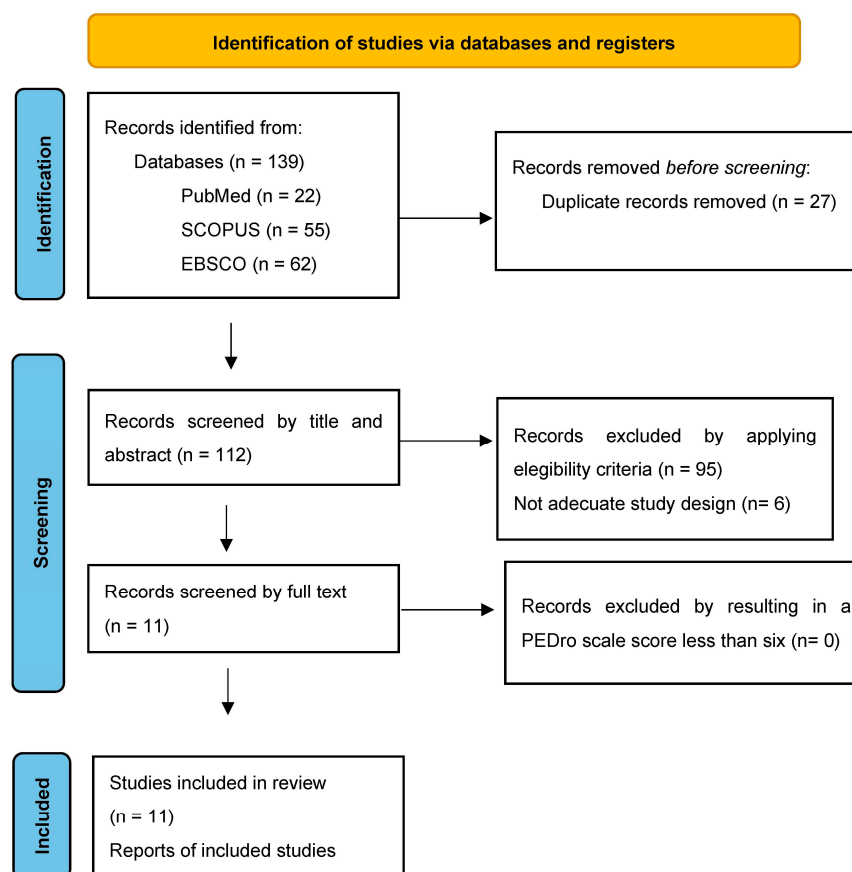 Identification of studies via databases and registers
Identification
Records identified from:
Databases (n = 139)
PubMed (n = 22)
SCOPUS (n = 55)
EBSCO (n = 62)
Records removed before screening:
Duplicate records removed (n = 27)
Screening
Records screened by title and
abstract (n = 112)
Records excluded by applying
elegibility criteria (n = 95)
Not adequate study design (n= 6)
Records screened by full text
(n = 11)
Records excluded by resulting in a
PEDro scale score less than six (n= 0)
Included
Studies included in review
(n = 11)
Reports of included studies